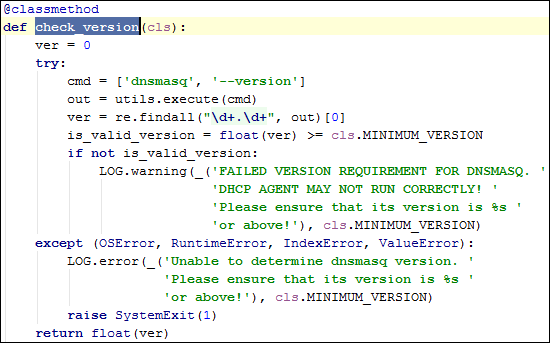 @classmethod
def check_version(cls):
    ver = 0
    try:
        cmd = ['dnsmasq', '--version']
        out = utils.execute(cmd)
        ver = re.findall("\d+.\d+", out)[0]
        is_valid_version = float(ver) >= cls.MINIMUM_VERSION
        if not is_valid_version:
            LOG.warning(_('FAILED VERSION REQUIREMENT FOR DNSMASQ. '
                          'DHCP AGENT MAY NOT RUN CORRECTLY! '
                          'Please ensure that its version is %s '
                          'or above!'), cls.MINIMUM_VERSION)
    except (OSError, RuntimeError, IndexError, ValueError):
        LOG.error(_('Unable to determine dnsmasq version. '
                    'Please ensure that its version is %s '
                    'or above!'), cls.MINIMUM_VERSION)
        raise SystemExit(1)
    return float(ver)